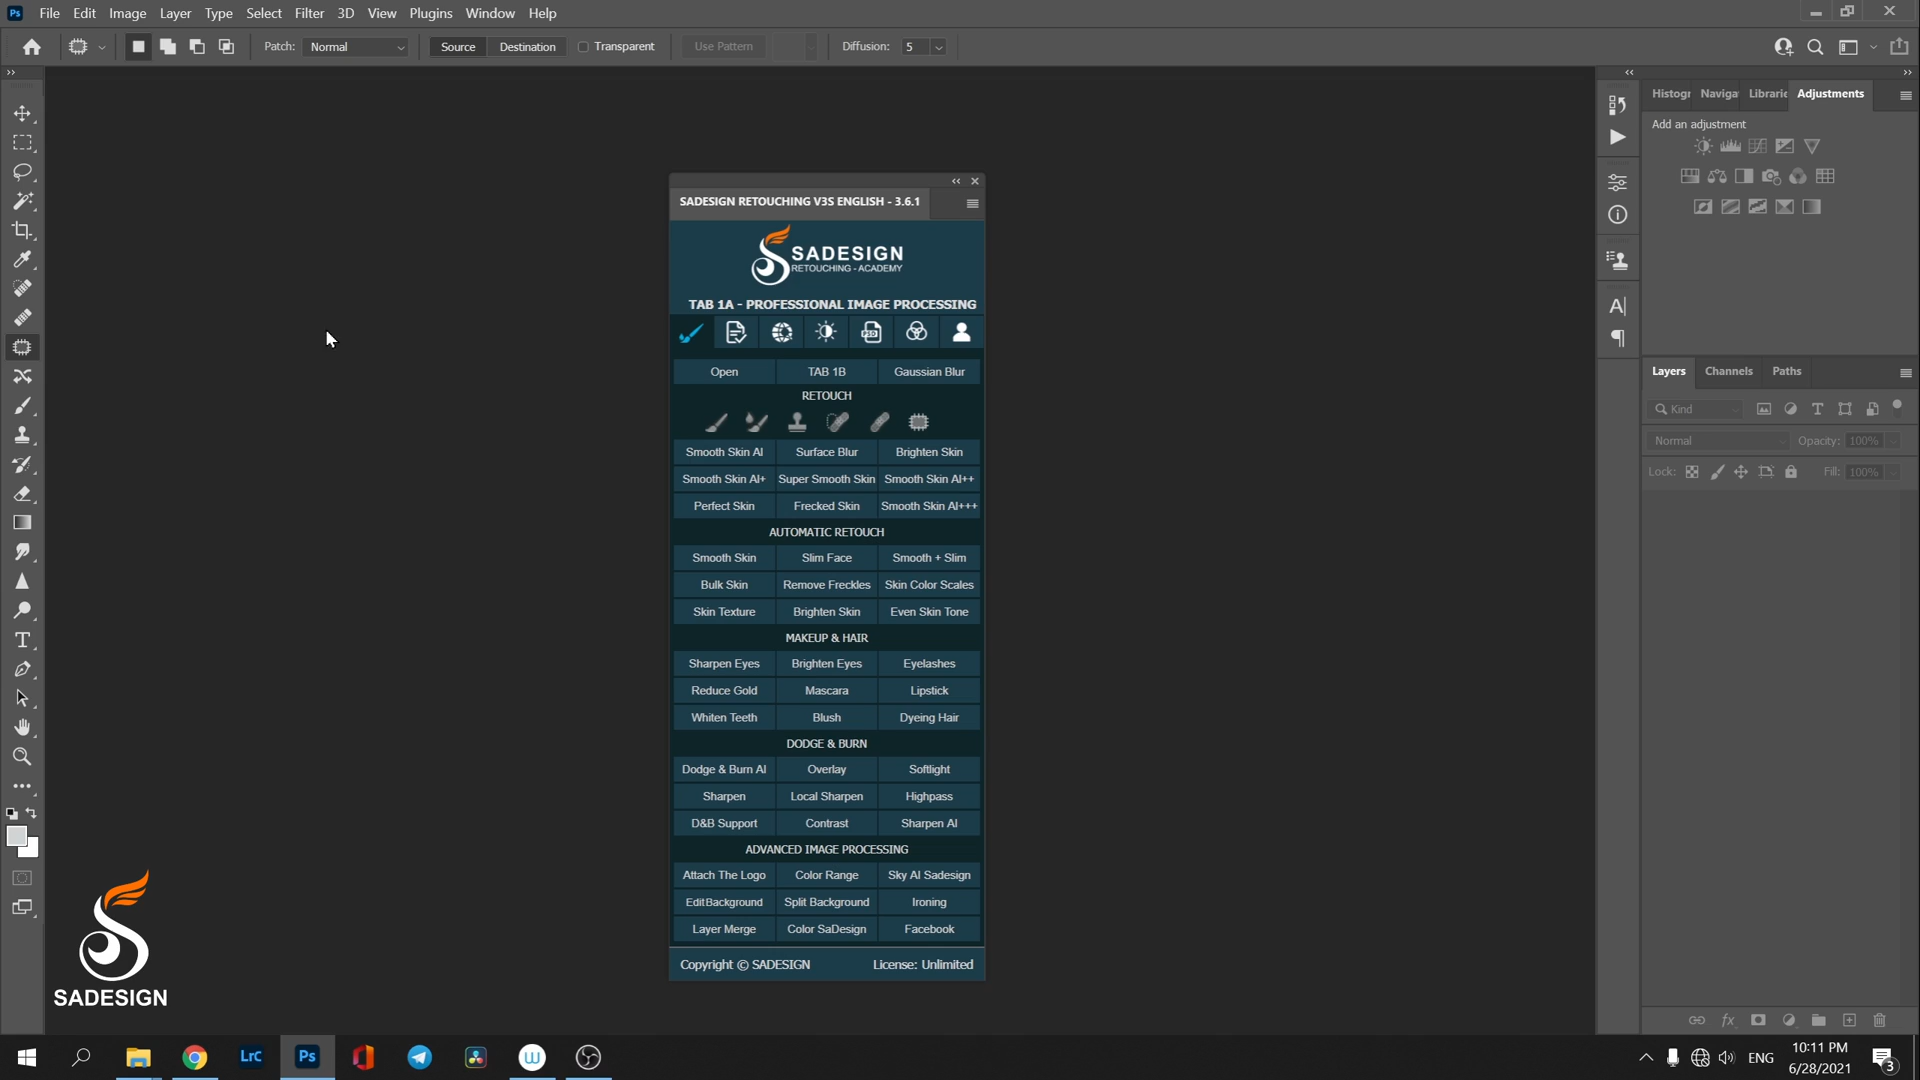 Ps File Edit Image Layer Type Select Filter 3D View Plugins Window Help
Patch: Normal Source Destination Transparent Use Pattern Diffusion: 5
Histogr Naviga Librarie Adjustments
Add an adjustment
SADESIGN RETOUCHING V3S ENGLISH - 3.6.1
SADESIGN
RETOUCHING - ACADEMY
TAB 1A - PROFESSIONAL IMAGE PROCESSING
PSD
Open TAB 1B Gaussian Blur
RETOUCH
Smooth Skin AI Surface Blur Brighten Skin
Smooth Skin AI+ Super Smooth Skin Smooth Skin AI++
Perfect Skin Frecked Skin Smooth Skin AI+++
AUTOMATIC RETOUCH
Smooth Skin Slim Face Smooth + Slim
Bulk Skin Remove Freckles Skin Color Scales
Skin Texture Brighten Skin Even Skin Tone
MAKEUP & HAIR
Sharpen Eyes Brighten Eyes Eyelashes
Reduce Gold Mascara Lipstick
Whiten Teeth Blush Dyeing Hair
DODGE & BURN
Dodge & Burn AI Overlay Softlight
Sharpen Local Sharpen Highpass
D&B Support Contrast Sharpen AI
ADVANCED IMAGE PROCESSING
Attach The Logo Color Range Sky AI Sadesign
EditBackground Split Background Ironing
Layer Merge Color SaDesign Facebook
Copyright © SADESIGN License: Unlimited
Layers Channels Paths
Kind
Normal Opacity: 100%
Lock: Fill: 100%
fx
SADESIGN
LrC Ps W ENG
10:11 PM
6/28/2021
3